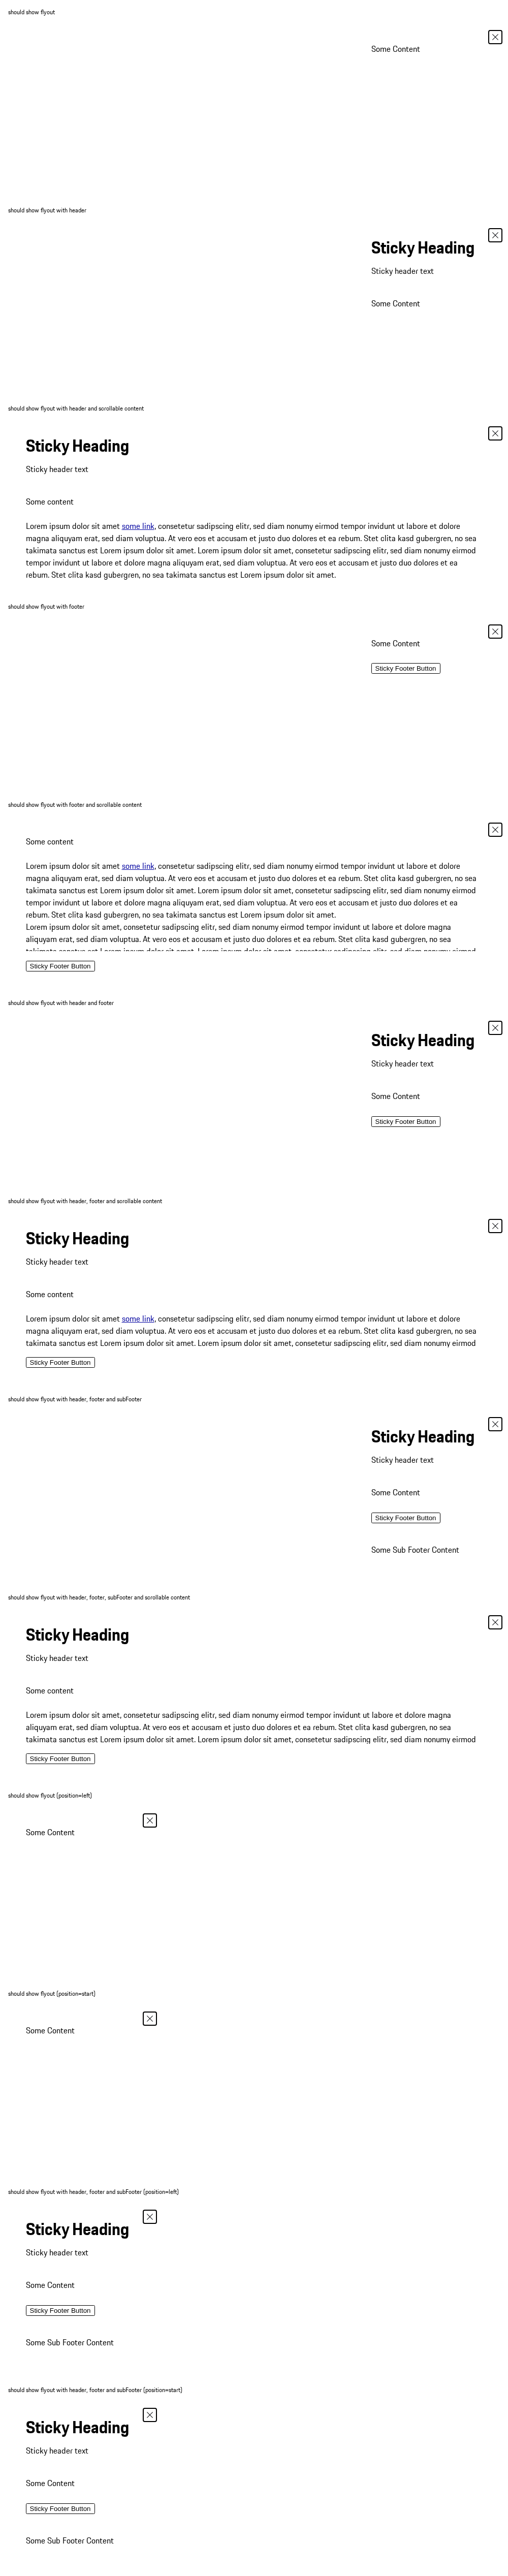 should show flyout
Some Content
should show flyout with header
Sticky Heading
Sticky header text
Some Content
should show flyout with header and scrollable content
Sticky Heading
Sticky header text
Some content
Lorem ipsum dolor sit amet some link, consetetur sadipscing elitr, sed diam nonumy eirmod tempor invidunt ut labore et dolore
magna aliquyam erat, sed diam voluptua. At vero eos et accusam et justo duo dolores et ea rebum. Stet clita kasd gubergren, no sea
takimata sanctus est Lorem ipsum dolor sit amet. Lorem ipsum dolor sit amet, consetetur sadipscing elitr, sed diam nonumy eirmod
tempor invidunt ut labore et dolore magna aliquyam erat, sed diam voluptua. At vero eos et accusam et justo duo dolores et ea
rebum. Stet clita kasd gubergren, no sea takimata sanctus est Lorem ipsum dolor sit amet.
should show flyout with footer
Some Content
Sticky Footer Button
should show flyout with footer and scrollable content
Some content
Lorem ipsum dolor sit amet some link, consetetur sadipscing elitr, sed diam nonumy eirmod tempor invidunt ut labore et dolore
magna aliquyam erat, sed diam voluptua. At vero eos et accusam et justo duo dolores et ea rebum. Stet clita kasd gubergren, no sea
takimata sanctus est Lorem ipsum dolor sit amet. Lorem ipsum dolor sit amet, consetetur sadipscing elitr, sed diam nonumy eirmod
tempor invidunt ut labore et dolore magna aliquyam erat, sed diam voluptua. At vero eos et accusam et justo duo dolores et ea
rebum. Stet clita kasd gubergren, no sea takimata sanctus est Lorem ipsum dolor sit amet.
Lorem ipsum dolor sit amet, consetetur sadipscing elitr, sed diam nonumy eirmod tempor invidunt ut labore et dolore magna
aliquyam erat, sed diam voluptua. At vero eos et accusam et justo duo dolores et ea rebum. Stet clita kasd gubergren, no sea
takimata sanctus est Lorem ipsum dolor sit amet. Lorem ipsum dolor sit amet, consetetur sadipscing elitr, sed diam nonumy eirmod
Sticky Footer Button
should show flyout with header and footer
Sticky Heading
Sticky header text
Some Content
Sticky Footer Button
should show flyout with header, footer and scrollable content
Sticky Heading
Sticky header text
Some content
Lorem ipsum dolor sit amet some link, consetetur sadipscing elitr, sed diam nonumy eirmod tempor invidunt ut labore et dolore
magna aliquyam erat, sed diam voluptua. At vero eos et accusam et justo duo dolores et ea rebum. Stet clita kasd gubergren, no sea
takimata sanctus est Lorem ipsum dolor sit amet. Lorem ipsum dolor sit amet, consetetur sadipscing elitr, sed diam nonumy eirmod
Sticky Footer Button
should show flyout with header, footer and subFooter
Sticky Heading
Sticky header text
Some Content
Sticky Footer Button
Some Sub Footer Content
should show flyout with header, footer, subFooter and scrollable content
Sticky Heading
Sticky header text
Some content
Lorem ipsum dolor sit amet, consetetur sadipscing elitr, sed diam nonumy eirmod tempor invidunt ut labore et dolore magna
aliquyam erat, sed diam voluptua. At vero eos et accusam et justo duo dolores et ea rebum. Stet clita kasd gubergren, no sea
takimata sanctus est Lorem ipsum dolor sit amet. Lorem ipsum dolor sit amet, consetetur sadipscing elitr, sed diam nonumy eirmod
Sticky Footer Button
should show flyout (position=left)
Some Content
should show flyout (position=start)
Some Content
should show flyout with header, footer and subFooter (position=left)
Sticky Heading
Sticky header text
Some Content
Sticky Footer Button
Some Sub Footer Content
should show flyout with header, footer and subFooter (position=start)
Sticky Heading
Sticky header text
Some Content
Sticky Footer Button
Some Sub Footer Content